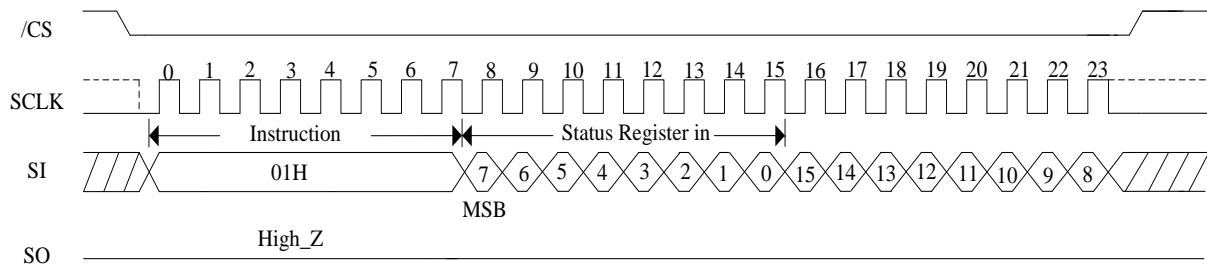 /CS
0 1 2 3 4 5 6 7 8 9 10 11 12 13 14 15 16 17 18 19 20 21 22 23
SCLK
Instruction Status Register in
SI 01H 7 6 5 4 3 2 1 0 15 14 13 12 11 10 9 8
MSB
High_Z
SO